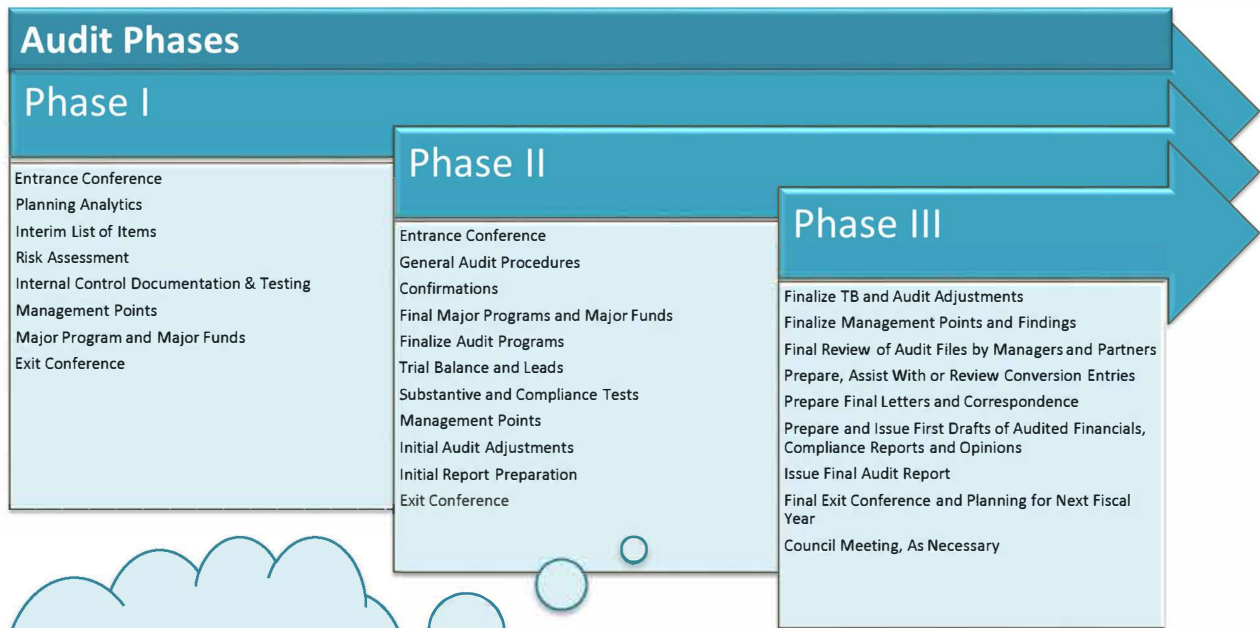 Audit Phases
Phase I
Entrance Conference
Planning Analytics
Interim List of Items
Risk Assessment
Internal Control Documentation & Testing
Management Points
Major Program and Major Funds
Exit Conference
Phase II
Entrance Conference
General Audit Procedures
Confirmations
Final Major Programs and Major Funds
Finalize Audit Programs
Trial Balance and Leads
Substantive and Compliance Tests
Management Points
Initial Audit Adjustments
Initial Report Preparation
Exit Conference
Phase III
Finalize TB and Audit Adjustments
Finalize Management Points and Findings
Final Review of Audit Files by Managers and Partners
Prepare, Assist With or Review Conversion Entries
Prepare Final Letters and Correspondence
Prepare and Issue First Drafts of Audited Financials,
Compliance Reports and Opinions
Issue Final Audit Report
Final Exit Conference and Planning for Next Fiscal
Year
Council Meeting, As Necessary